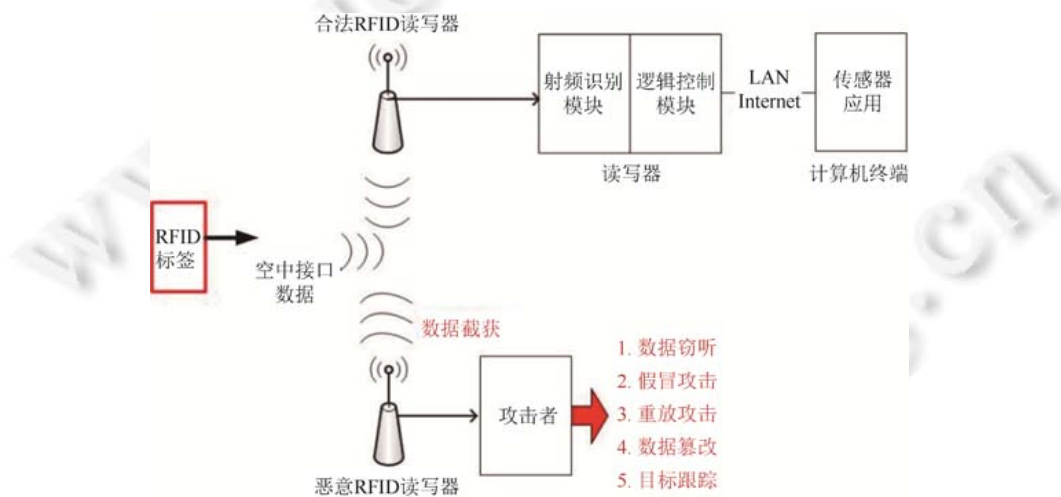 合法RFID读写器
射频识别
模块
逻辑控制
模块
LAN
Internet
传感器
应用
读写器
计算机终端
RFID
标签
空中接口
数据
数据截获
攻击者
1. 数据窃听
2. 假冒攻击
3. 重放攻击
4. 数据篡改
5. 目标跟踪
恶意RFID读写器